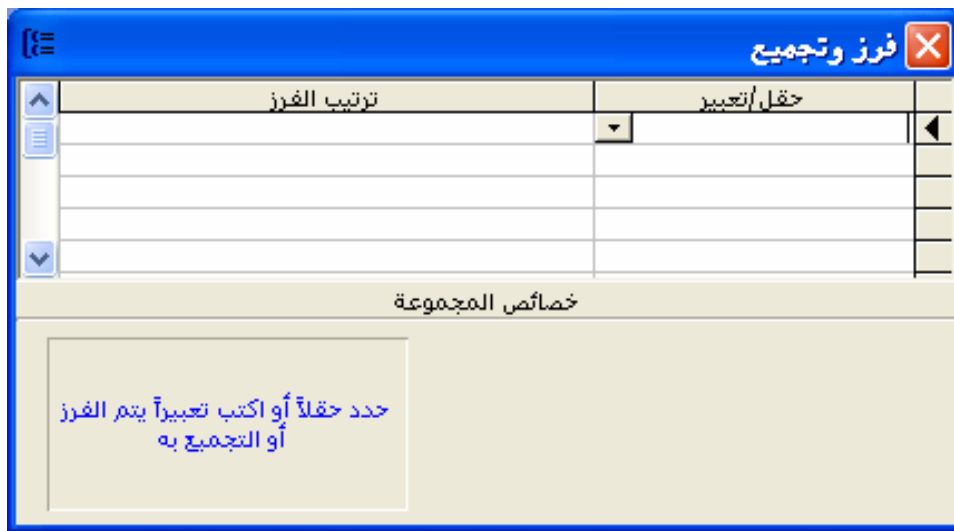 فرز وتجميع
حقل/تعبير
ترتيب الفرز
خصائص المجموعة
حدد حقلاً أو اكتب تعبيراً يتم الفرز
أو التجميع به